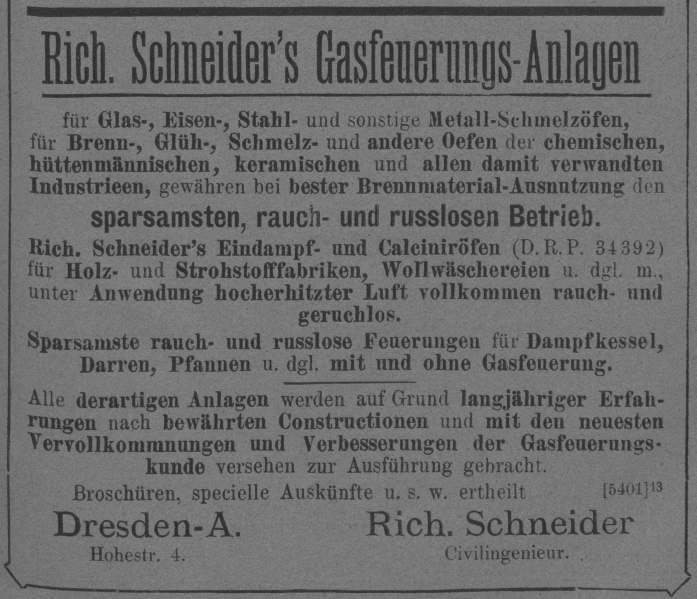 Rich. Schneider's Gasfeuerungs-Anlagen
für Glas-, Eisen-, Stahl- und sonstige Metall-Schmelzöfen,
für Brenn-, Glüh-, Schmelz- und andere Oefen der chemischen,
hüttenmännischen, keramischen und allen damit verwandten
Industrieen, gewähren bei bester Brennmaterial-Ausnutzung den
sparsamsten, rauch- und russlosen Betrieb.
Rich. Schneider's Eindampf- und Calciniröfen (D. R. P. 34392)
für Holz- und Strohstofffabriken, Wollwäschereien u. dgl. m.,
unter Anwendung hocherhitzter Luft vollkommen rauch- und
geruchlos.
Sparsamste rauch- und russlose Feuerungen für Dampfkessel,
Darren, Pfannen u. dgl. mit und ohne Gasfeuerung.
Alle derartigen Anlagen werden auf Grund langjähriger Erfah-
rungen nach bewährten Constructionen und mit den neuesten
Vervollkommnungen und Verbesserungen der Gasfeuerungs-
kunde versehen zur Ausführung gebracht.
Broschüren, specielle Auskünfte u. s. w. ertheilt [5401]13
Dresden-A. Rich. Schneider
Hohestr. 4. Civilingenieur.